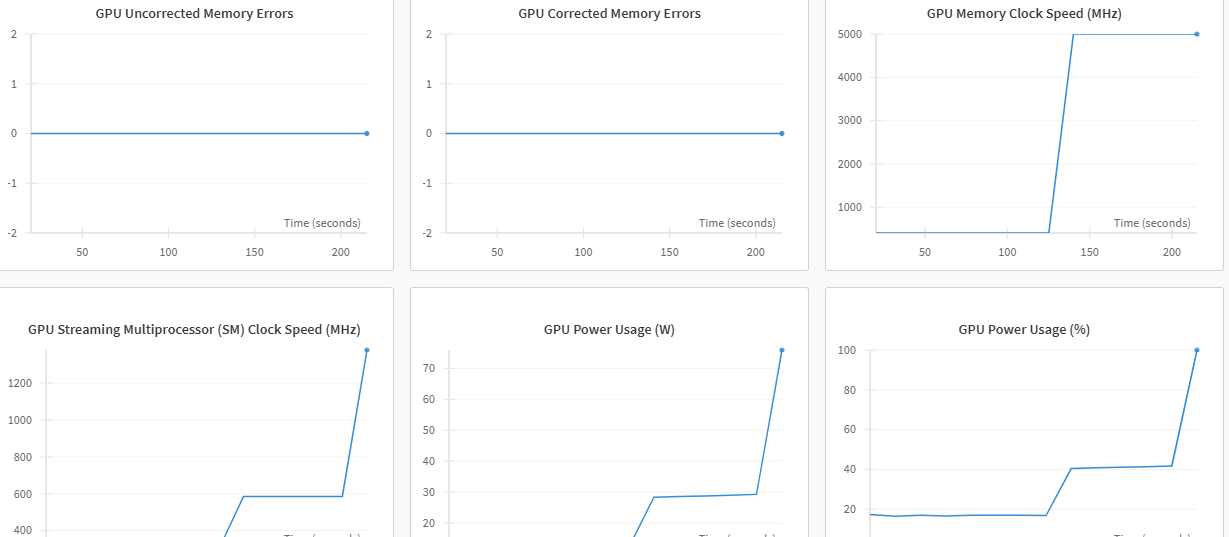 GPU Uncorrected Memory Errors
2
1
0
-1
-2
Time (seconds)
50 100 150 200
GPU Corrected Memory Errors
2
1
0
-1
-2
Time (seconds)
50 100 150 200
GPU Memory Clock Speed (MHz)
5000
4000
3000
2000
1000
Time (seconds)
50 100 150 200
GPU Streaming Multiprocessor (SM) Clock Speed (MHz)
1200
1000
800
600
400
GPU Power Usage (W)
70
60
50
40
30
20
GPU Power Usage (%)
100
80
60
40
20